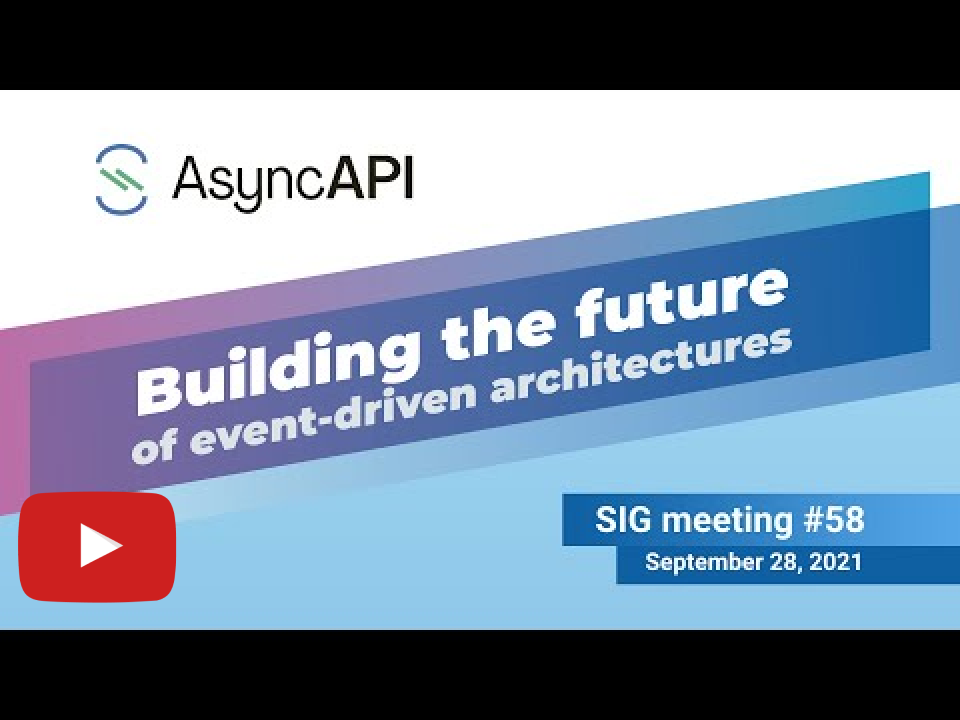 AsyncAPI
Building the future
of event-driven architectures
SIG meeting #58
September 28, 2021